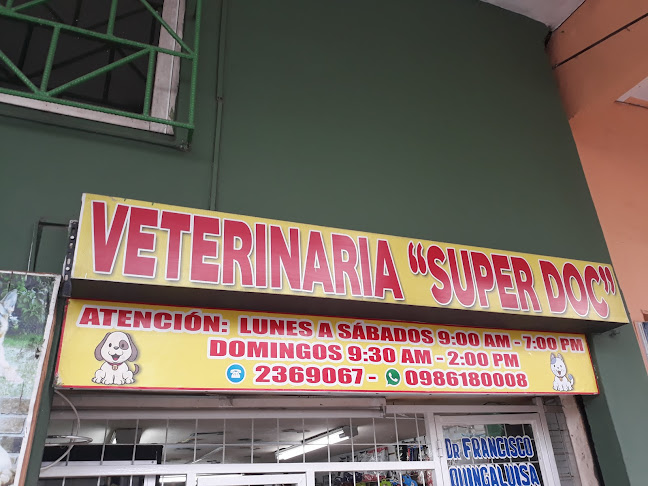 VETERINARIA "SUPER DOC"
ATENCIÓN: LUNES A SÁBADOS 9:00 AM - 7:00 PM
DOMINGOS 9:30 AM - 2:00 PM
2369067 - 0986180008
DR FRANCISCO
QUINGALUISA